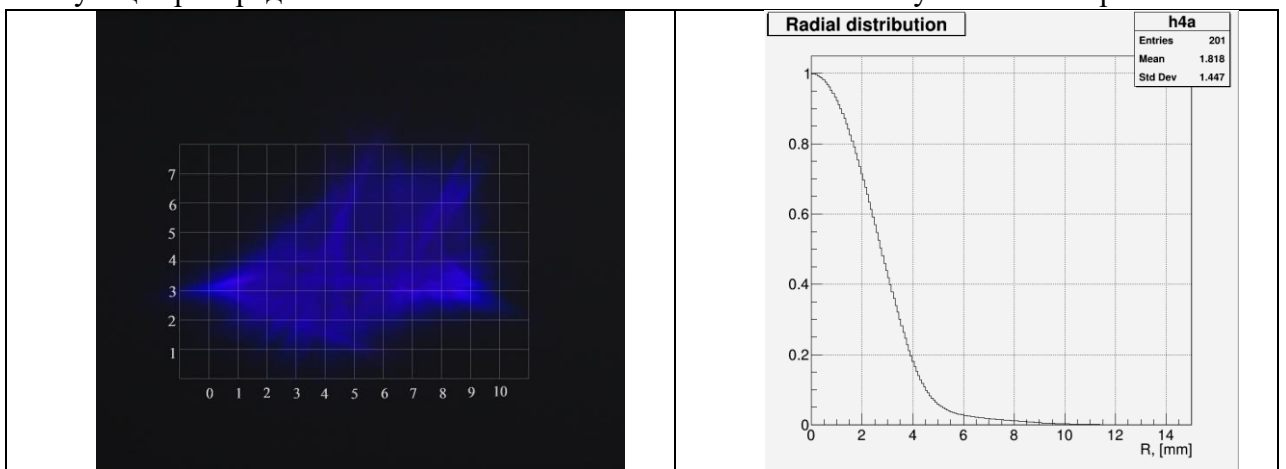 7
6
5
4
3
2
1
0 1 2 3 4 5 6 7 8 9 10
Radial distribution
h4a
Entries 201
Mean 1.818
Std Dev 1.447
1
0.8
0.6
0.4
0.2
0
0 2 4 6 8 10 12 14
R, [mm]